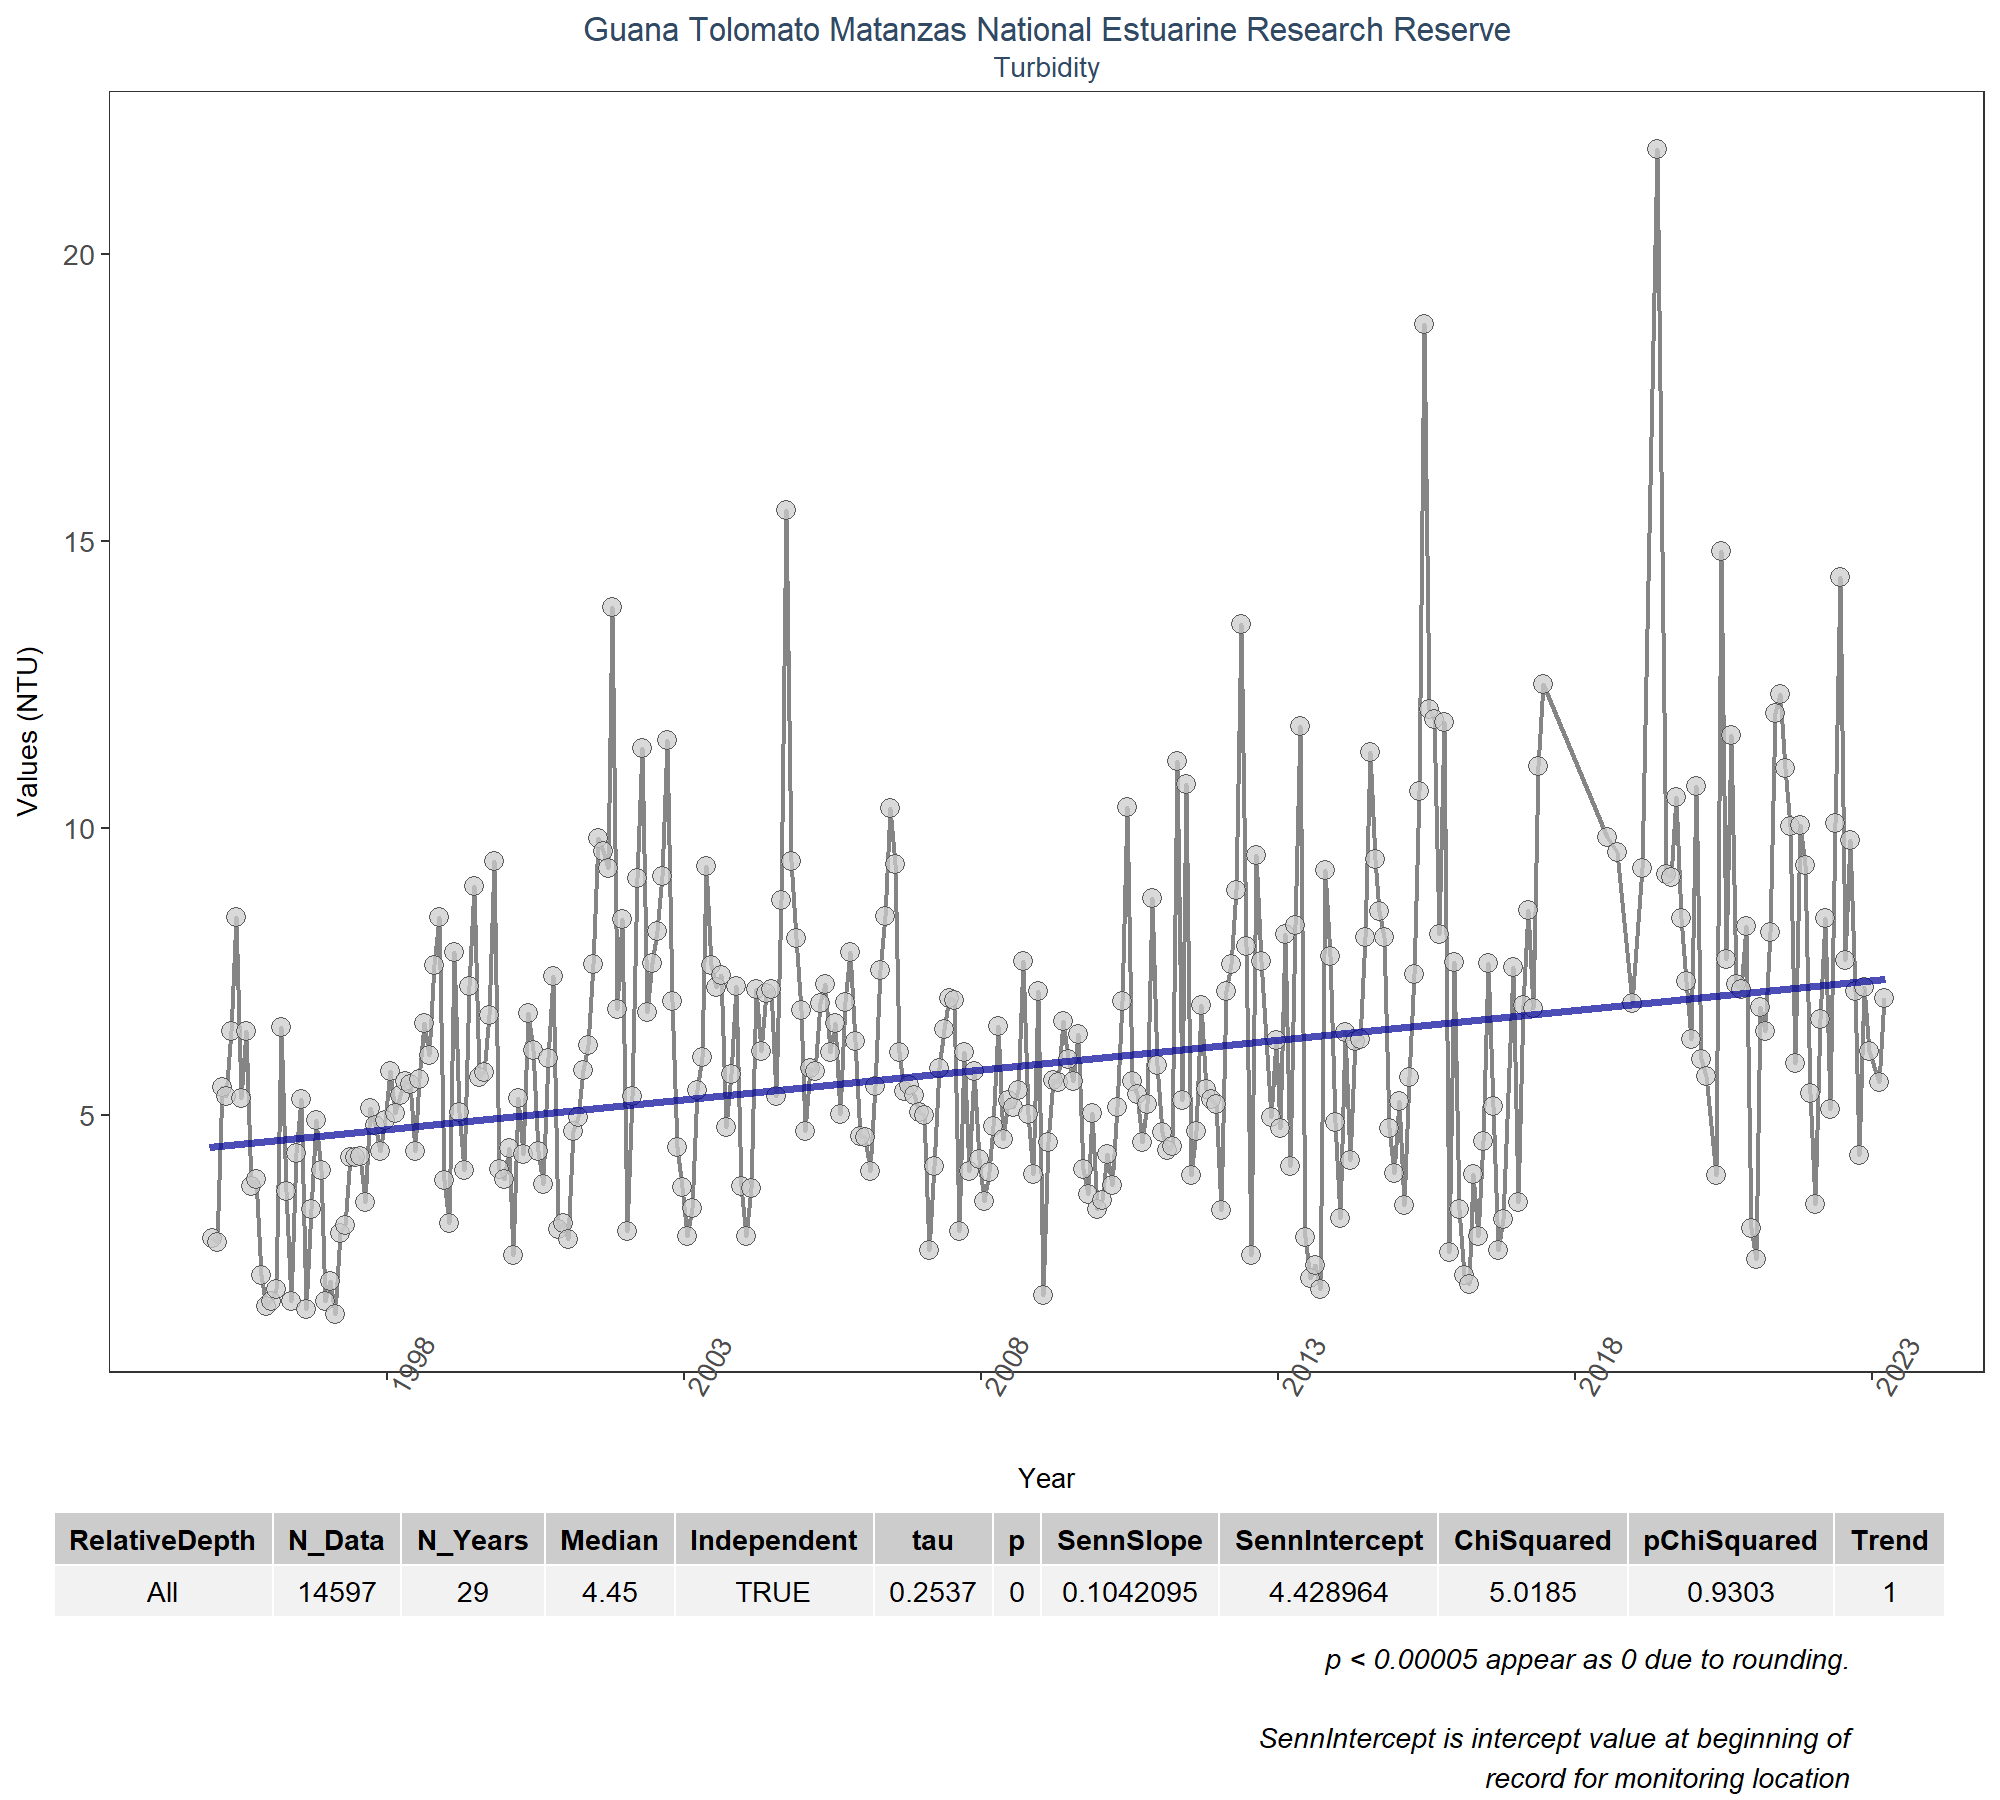 Guana Tolomato Matanzas National Estuarine Research Reserve
Turbidity
Values (NTU)
20
15
10
5
1998 2003 2008 2013 2018 2023
Year
RelativeDepth N_Data N_Years Median Independent tau p SennSlope SennIntercept ChiSquared pChiSquared Trend
All 14597 29 4.45 TRUE 0.2537 0 0.1042095 4.428964 5.0185 0.9303 1
p < 0.00005 appear as 0 due to rounding.
SennIntercept is intercept value at beginning of
record for monitoring location